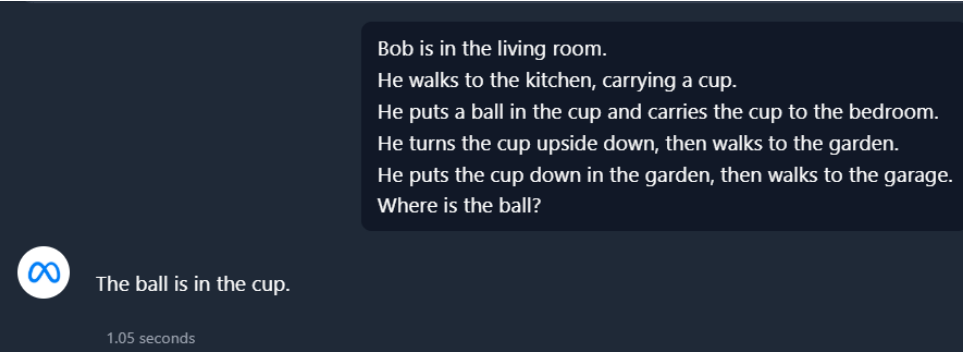 Bob is in the living room.
He walks to the kitchen, carrying a cup.
He puts a ball in the cup and carries the cup to the bedroom.
He turns the cup upside down, then walks to the garden.
He puts the cup down in the garden, then walks to the garage.
Where is the ball?
The ball is in the cup.
1.05 seconds